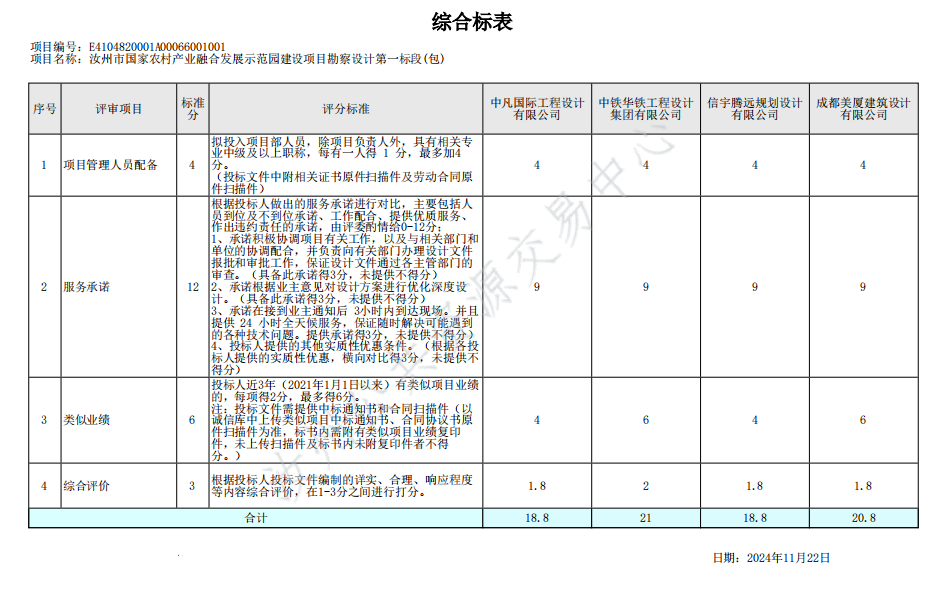 综合标表
项目编号：E4104820001A00066001001
项目名称：汝州市国家农村产业融合发展示范园建设项目勘察设计第一标段(包)
序号
评审项目
标准
分
评分标准
中凡国际工程设计
有限公司
中铁华铁工程设计
集团有限公司
信宇腾远规划设计
有限公司
成都美厦建筑设计
有限公司
1
项目管理人员配备
4
拟投入项目部人员，除项目负责人外，具有相关专
业中级及以上职称，每有一人得 1 分，最多加4
分。
（投标文件中附相关证书原件扫描件及劳动合同原
件扫描件）
4
4
4
4
2
服务承诺
12
根据投标人做出的服务承诺进行对比，主要包括人
员到位及不到位承诺、工作配合、提供优质服务、
作出违约责任的承诺，由评委酌情给0-12分：
1、承诺积极协调项目有关工作，以及与相关部门和
单位的协调配合，并负责向有关部门办理设计文件
报批和审批工作，保证设计文件通过各主管部门的
审查。（具备此承诺得3分，未提供不得分）
2、承诺根据业主意见对设计方案进行优化深度设
计。（具备此承诺得3分，未提供不得分）
3、承诺在接到业主通知后 3小时内到达现场。并且
提供 24 小时全天候服务，保证随时解决可能遇到
的各种技术问题。提供承诺得3分，未提供不得分）
4、投标人提供的其他实质性优惠条件。（根据各投
标人提供的实质性优惠，横向对比得3分，未提供不
得分）
9
9
9
9
3
类似业绩
6
投标人近3年（2021年1月1日以来）有类似项目业绩
的，每项得2分，最多得6分。
注：投标文件需提供中标通知书和合同扫描件（以
诚信库中上传类似项目中标通知书、合同协议书原
件扫描件为准，标书内需附有类似项目业绩复印
件，未上传扫描件及标书内未附复印件者不得
分。）
4
6
4
6
4
综合评价
3
根据投标人投标文件编制的详实、合理、响应程度
等内容综合评价，在1-3分之间进行打分。
1.8
2
1.8
1.8
合计
18.8
21
18.8
20.8
日期：2024年11月22日
汝州公共资源交易中心